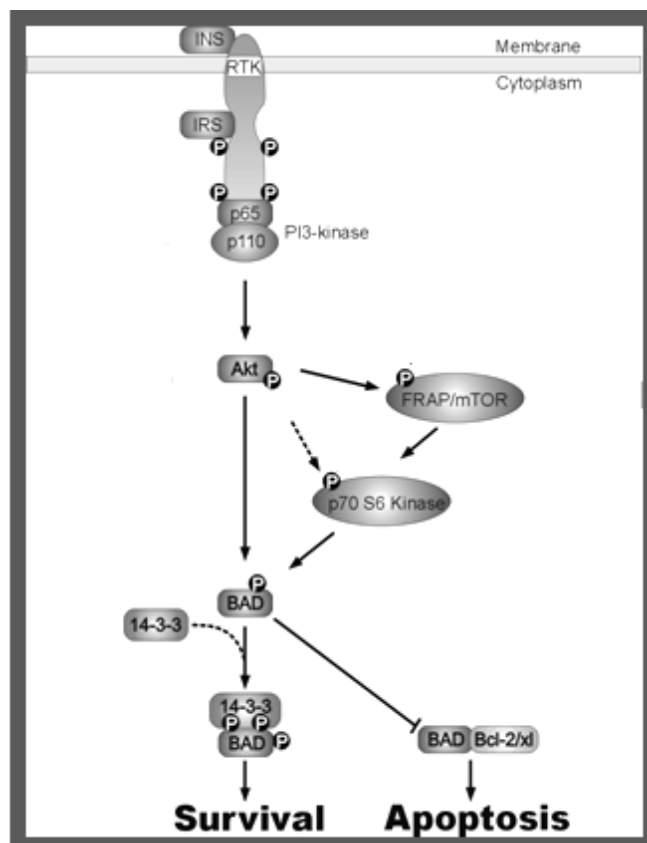 INS
Membrane
RTK
Cytoplasm
IRS
P
P
P
P
p65
p110
PI3-kinase
Akt
P
P
FRAP/mTOR
P
p70 S6 Kinase
P
BAD
14-3-3
14-3-3
P
P
BAD
P
BAD
Bcl-2/xl
Survival
Apoptosis